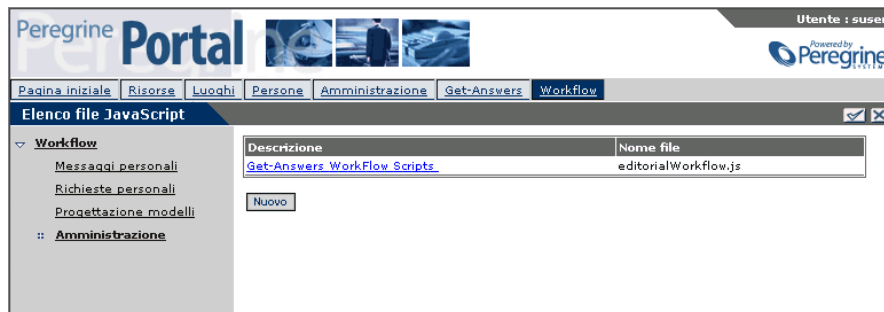 Utente : suser
Peregrine Portal
Powered by
Peregrine
SYSTEMS
Pagina iniziale Risorse Luoghi Persone Amministrazione Get-Answers Workflow
Elenco file JavaScript
Workflow
Messaggi personali
Richieste personali
Progettazione modelli
Amministrazione
Descrizione Nome file
Get-Answers WorkFlow Scripts editorialWorkflow.js
Nuovo